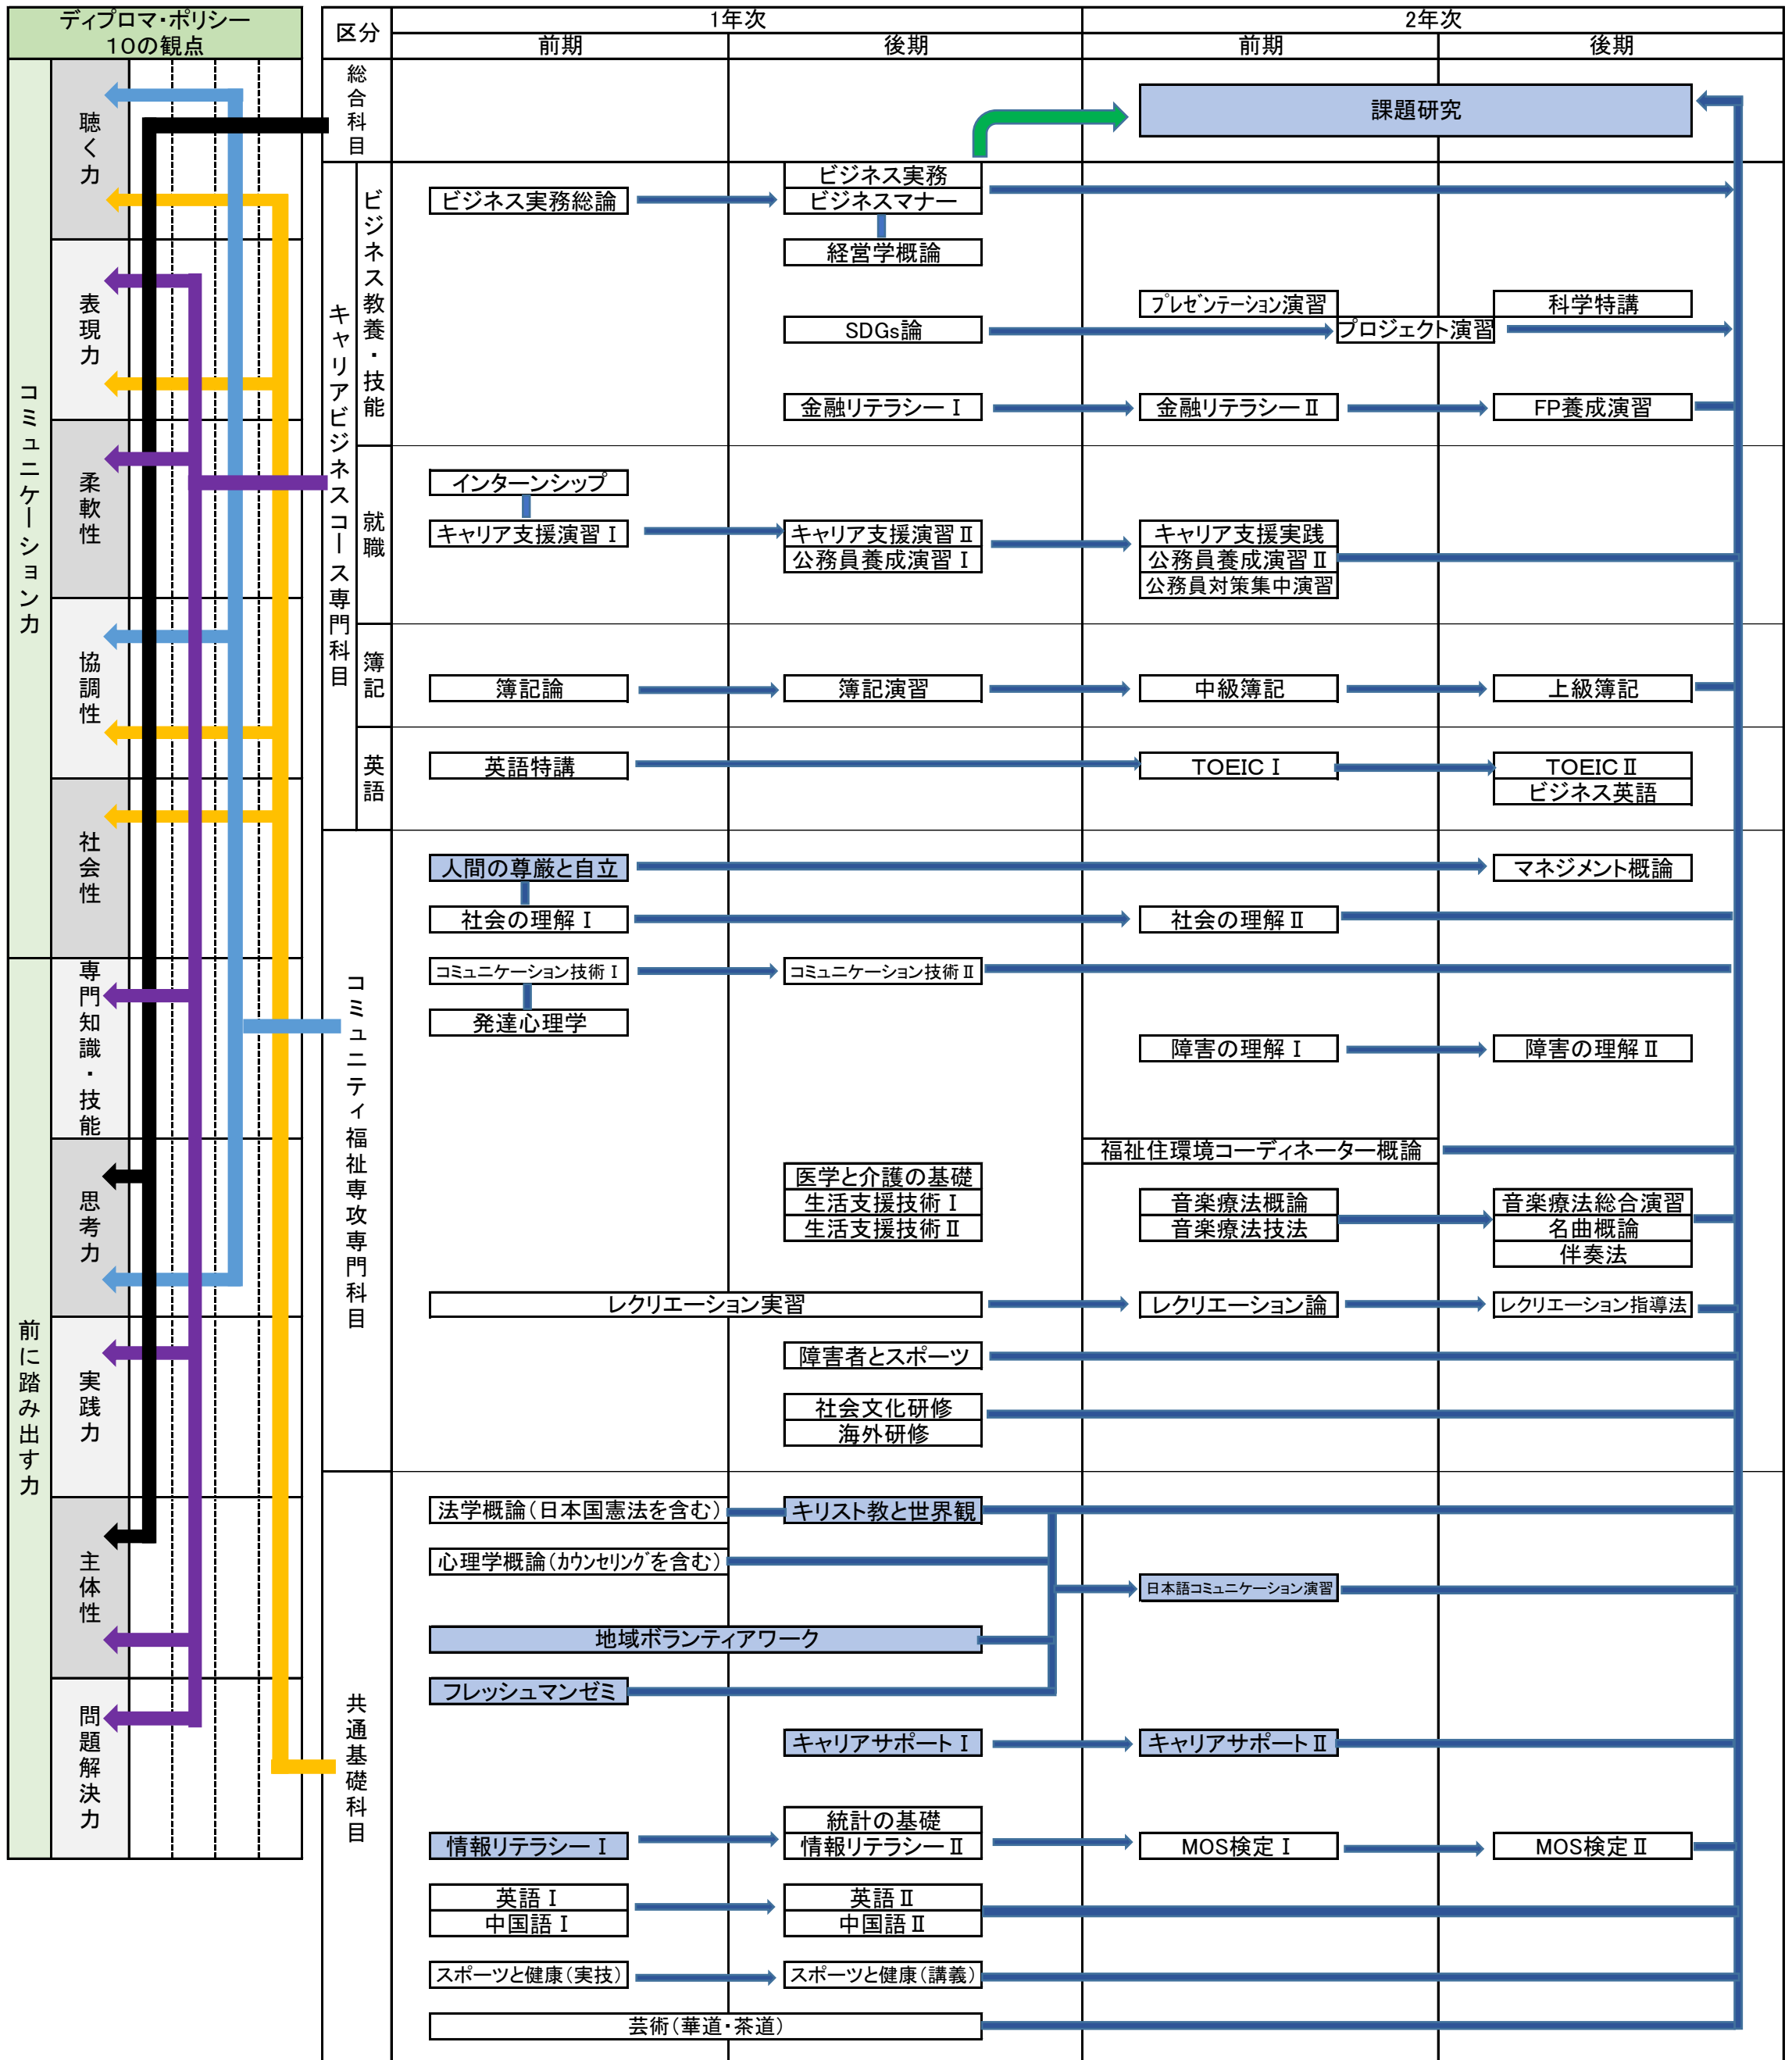 ディプロマ・ポリシー
10の観点
コミュニケーション力
聴く力
表現力
柔軟性
協調性
社会性
前に踏み出す力
専門知識・技能
思考力
実践力
主体性
問題解決力
区分
1年次
2年次
前期
後期
前期
後期
総合科目
課題研究
キャリアビジネスコース専門科目
ビジネス教養・技能
ビジネス実務総論
ビジネス実務
ビジネスマナー
経営学概論
プレゼンテーション演習
科学特講
SDGs論
プロジェクト演習
金融リテラシーⅠ
金融リテラシーⅡ
FP養成演習
就職
インターンシップ
キャリア支援演習Ⅰ
キャリア支援演習Ⅱ
キャリア支援実践
公務員養成演習Ⅰ
公務員養成演習Ⅱ
公務員対策集中演習
簿記
簿記論
簿記演習
中級簿記
上級簿記
英語
英語特講
TOEICⅠ
TOEICⅡ
ビジネス英語
コミュニティ福祉専攻専門科目
人間の尊厳と自立
マネジメント概論
社会の理解Ⅰ
社会の理解Ⅱ
コミュニケーション技術Ⅰ
コミュニケーション技術Ⅱ
発達心理学
障害の理解Ⅰ
障害の理解Ⅱ
福祉住環境コーディネーター概論
医学と介護の基礎
生活支援技術Ⅰ
音楽療法概論
音楽療法総合演習
生活支援技術Ⅱ
音楽療法技法
名曲概論
伴奏法
レクリエーション実習
レクリエーション論
レクリエーション指導法
障害者とスポーツ
社会文化研修
海外研修
共通基礎科目
法学概論(日本国憲法を含む)
キリスト教と世界観
心理学概論(カウンセリングを含む)
日本語コミュニケーション演習
地域ボランティアワーク
フレッシュマンゼミ
キャリアサポートⅠ
キャリアサポートⅡ
統計の基礎
情報リテラシーⅠ
情報リテラシーⅡ
MOS検定Ⅰ
MOS検定Ⅱ
英語Ⅰ
英語Ⅱ
中国語Ⅰ
中国語Ⅱ
スポーツと健康(実技)
スポーツと健康(講義)
芸術(華道・茶道)